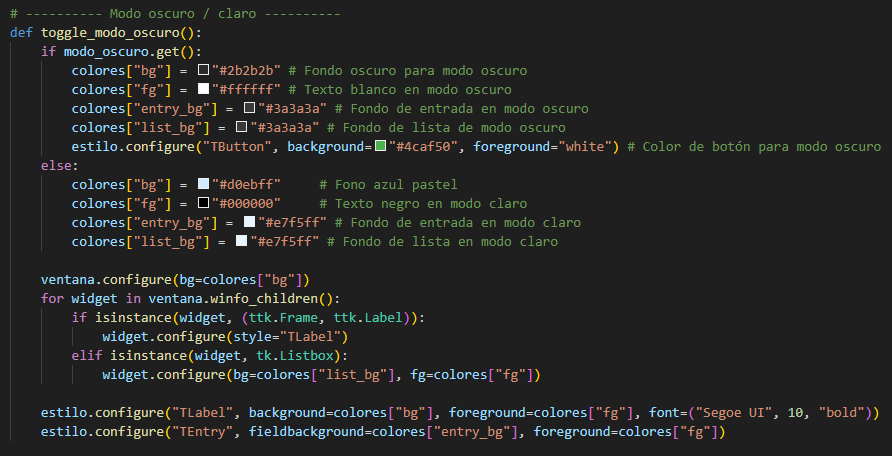 # ---------- Modo oscuro / claro ----------
def toggle_modo_oscuro():
    if modo_oscuro.get():
        colores["bg"] = "#2b2b2b" # Fondo oscuro para modo oscuro
        colores["fg"] = "#ffffff" # Texto blanco en modo oscuro
        colores["entry_bg"] = "#3a3a3a" # Fondo de entrada en modo oscuro
        colores["list_bg"] = "#3a3a3a" # Fondo de lista de modo oscuro
        estilo.configure("TButton", background="#4caf50", foreground="white") # Color de botón para modo oscuro
    else:
        colores["bg"] = "#d0ebff"     # Fono azul pastel
        colores["fg"] = "#000000"     # Texto negro en modo claro
        colores["entry_bg"] = "#e7f5ff" # Fondo de entrada en modo claro
        colores["list_bg"] = "#e7f5ff" # Fondo de lista en modo claro

    ventana.configure(bg=colores["bg"])
    for widget in ventana.winfo_children():
        if isinstance(widget, (ttk.Frame, ttk.Label)):
            widget.configure(style="TLabel")
        elif isinstance(widget, tk.Listbox):
            widget.configure(bg=colores["list_bg"], fg=colores["fg"])

    estilo.configure("TLabel", background=colores["bg"], foreground=colores["fg"], font=("Segoe UI", 10, "bold"))
    estilo.configure("TEntry", fieldbackground=colores["entry_bg"], foreground=colores["fg"])